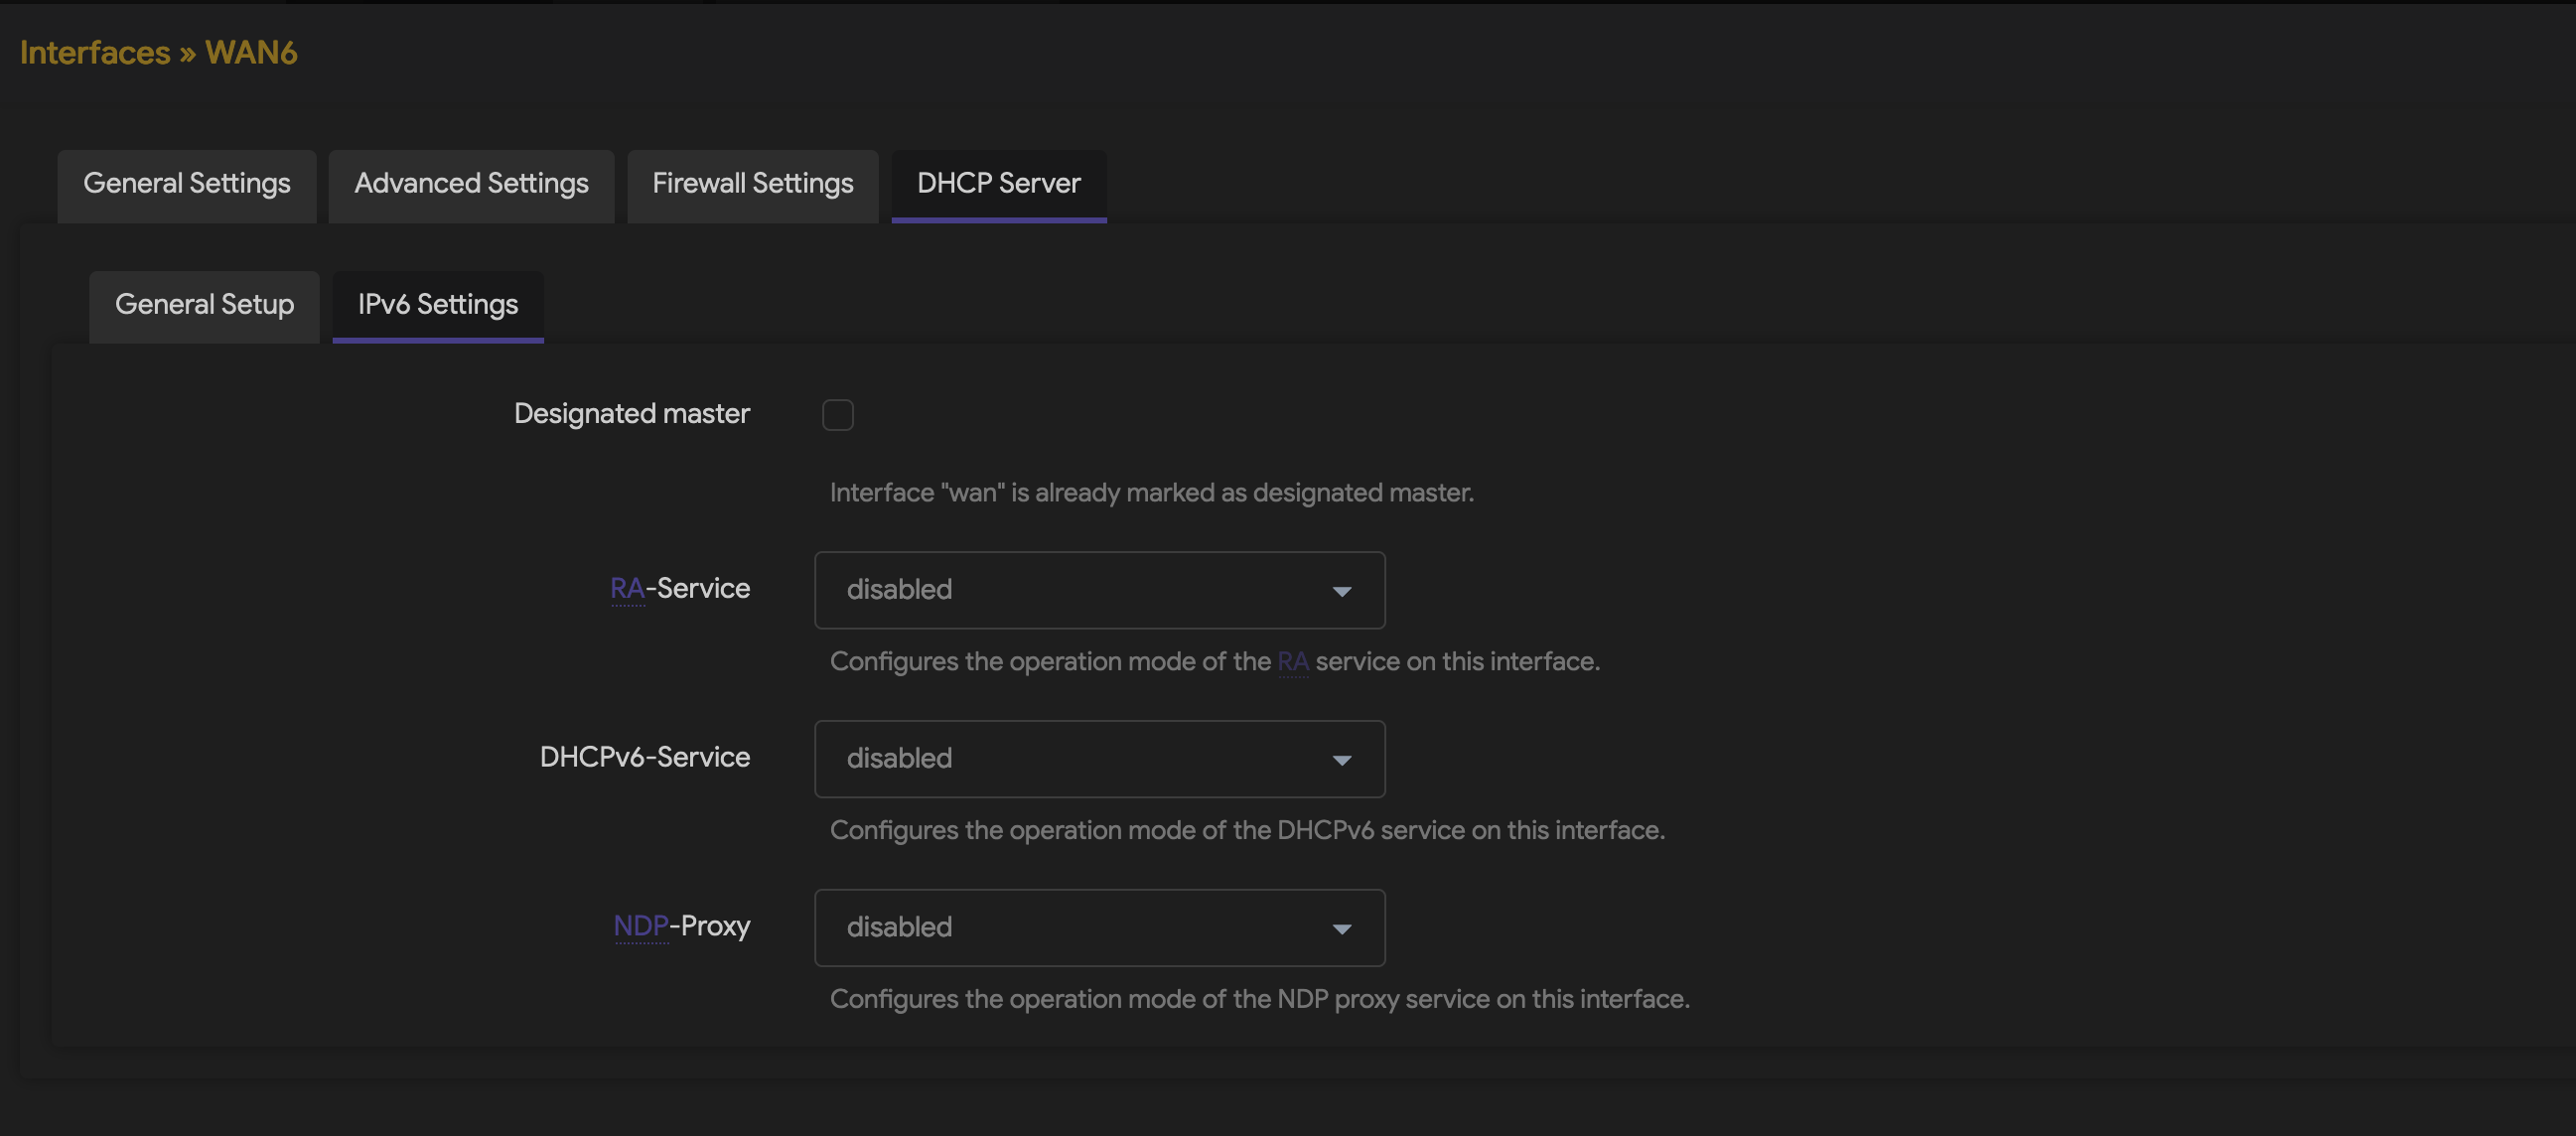 Interfaces » WAN6
General Settings Advanced Settings Firewall Settings DHCP Server
General Setup IPv6 Settings
Designated master
Interface "wan" is already marked as designated master.
RA-Service disabled
Configures the operation mode of the RA service on this interface.
DHCPv6-Service disabled
Configures the operation mode of the DHCPv6 service on this interface.
NDP-Proxy disabled
Configures the operation mode of the NDP proxy service on this interface.